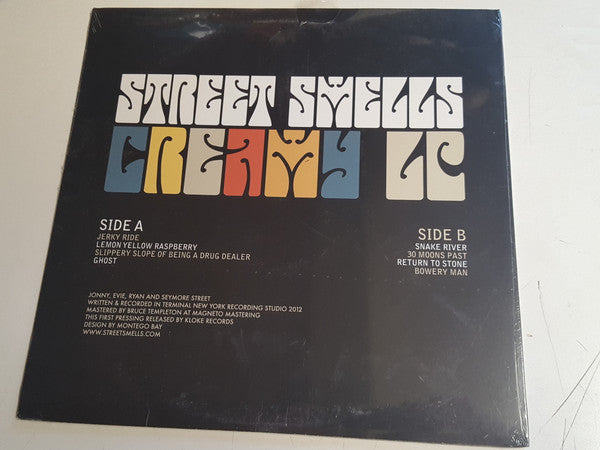 STREET SMELLS
CREAMY LP
SIDE A
JERKY RIDE
LEMON YELLOW RASPBERRY
SLIPPERY SLOPE OF BEING A DRUG DEALER
GHOST
SIDE B
SNAKE RIVER
30 MOONS PAST
RETURN TO STONE
BOWERY MAN
JONNY, EVIE, RYAN AND SEYMORE STREET
WRITTEN & RECORDED IN TERMINAL NEW YORK RECORDING STUDIO 2012
MASTERED BY BRUCE TEMPLETON AT MAGNETO MASTERING
THIS FIRST PRESSING RELEASED BY KLOKE RECORDS
DESIGN BY MONTEGO BAY
WWW.STREETSMELLS.COM